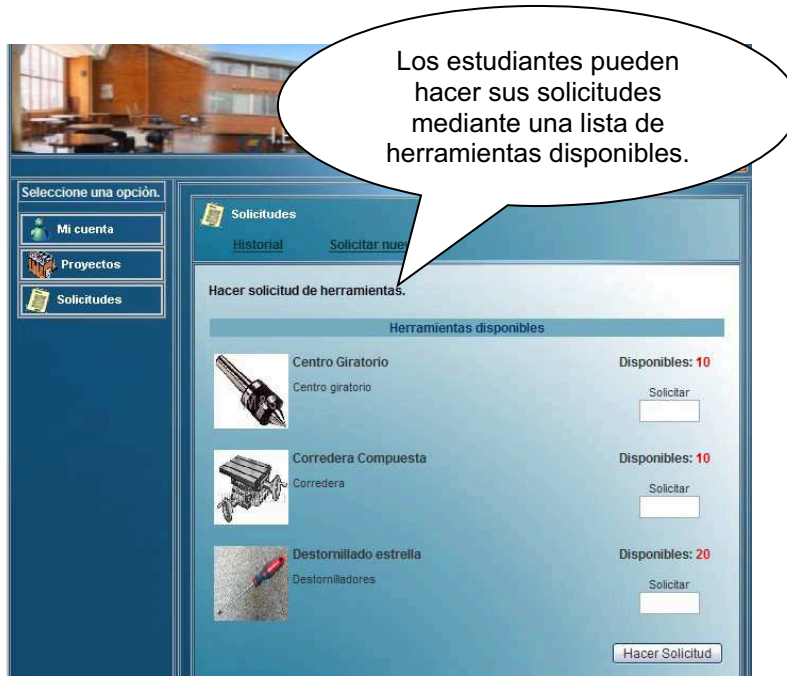 Los estudiantes pueden
hacer sus solicitudes
mediante una lista de
herramientas disponibles.
Seleccione una opción.
Mi cuenta
Proyectos
Solicitudes
Solicitudes
Historial
Solicitar
Hacer solicitud de herramientas.
Herramientas disponibles
Centro Giratorio
Disponibles: 10
Centro giratorio
Solicitar
Corredera Compuesta
Disponibles: 10
Corredera
Solicitar
Destornillado estrella
Disponibles: 20
Destornilladores
Solicitar
Hacer Solicitud